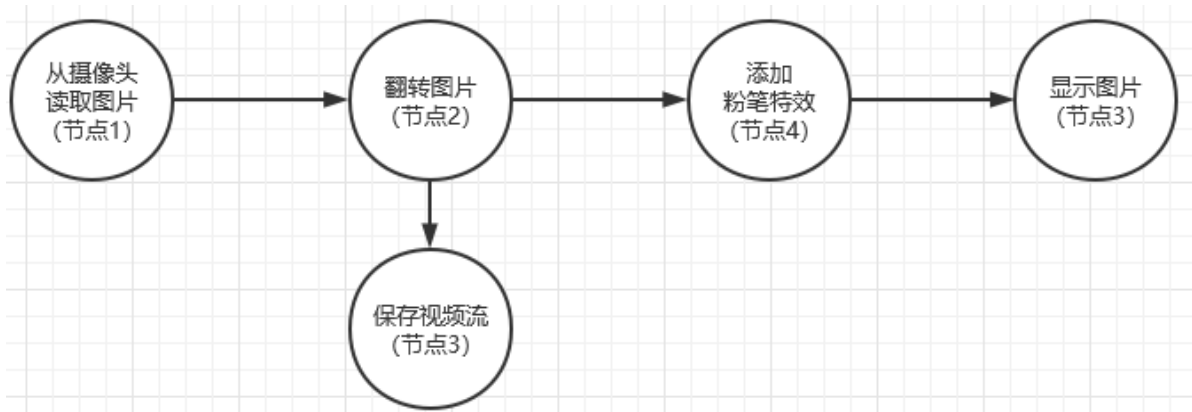 从摄像头
读取图片
(节点1)
翻转图片
(节点2)
添加
粉笔特效
(节点4)
显示图片
(节点3)
保存视频流
(节点3)